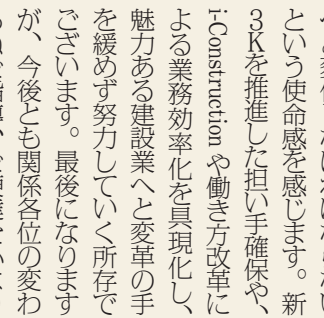 という使命感を感じます。新
3Kを推進した担い手確保や、
i-Construction や働き方改革に
よる業務効率化を具現化し、
魅力ある建設業へと変革の手
を緩めず努力していく所存で
ございます。最後になります
が、今後とも関係各位の変わ